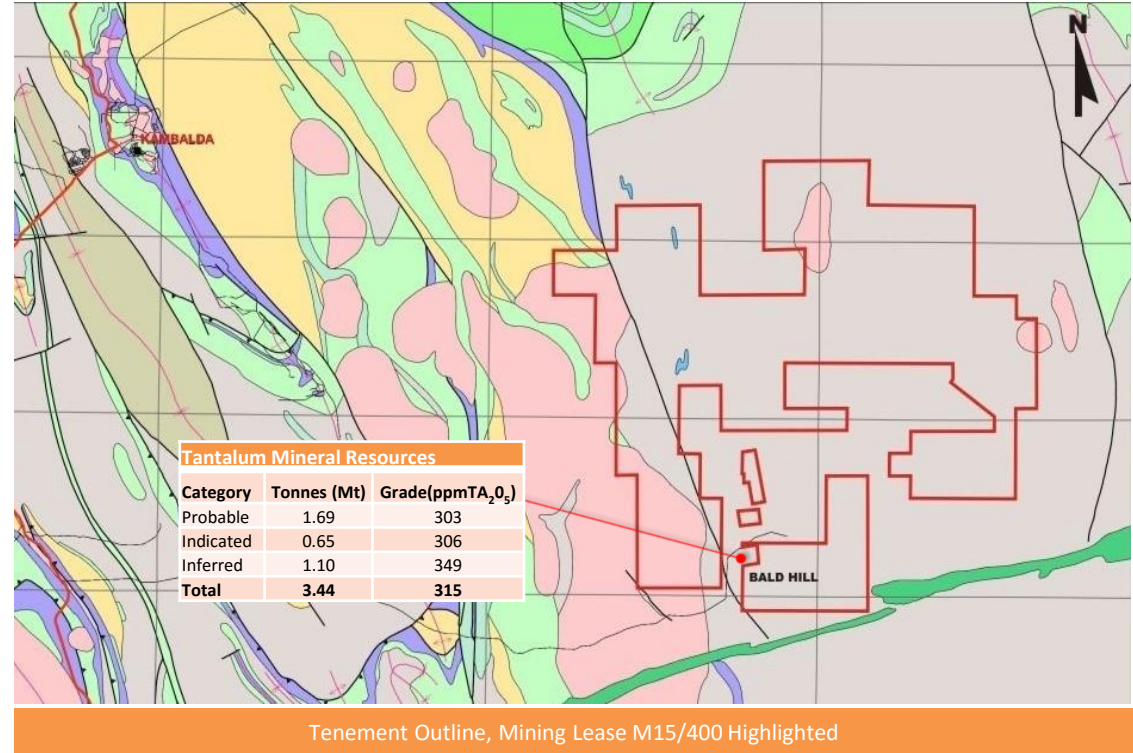 N
KAMBALDA
Tantalum Mineral Resources
Category Tonnes (Mt) Grade(ppmTA₂0₅)
Probable 1.69 303
Indicated 0.65 306
Inferred 1.10 349
Total 3.44 315
BALD HILL
Tenement Outline, Mining Lease M15/400 Highlighted